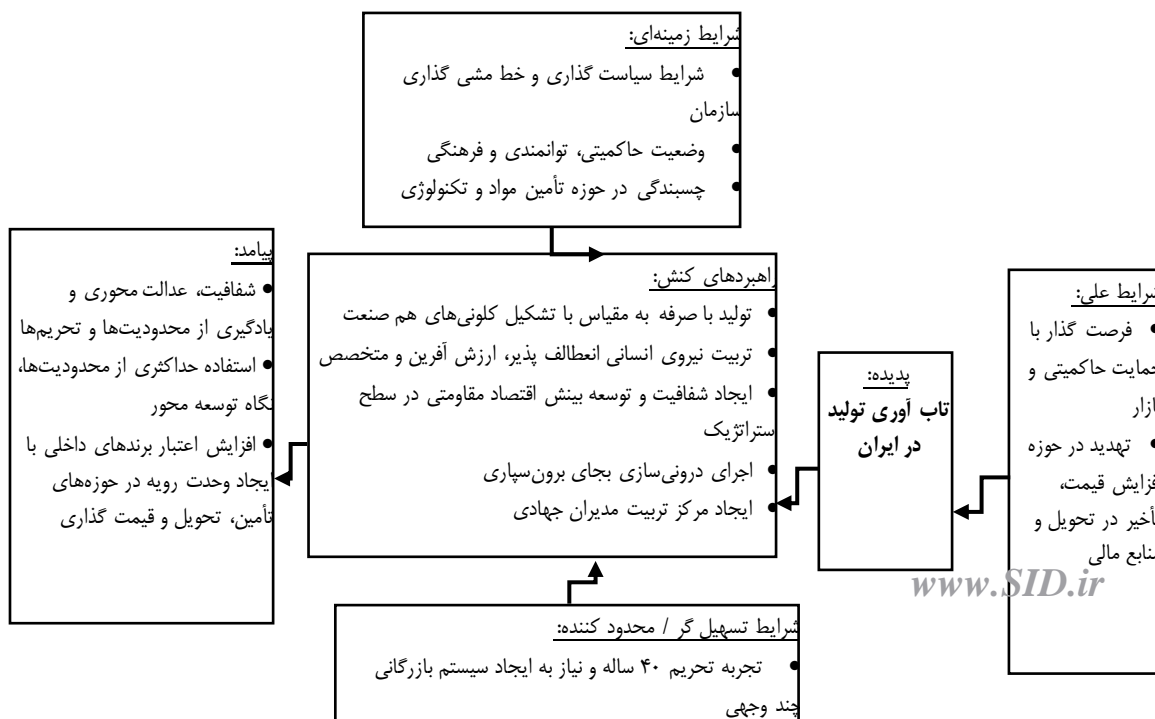 شرایط زمینه‌ای:
• شرایط سیاست گذاری و خط مشی گذاری
سازمان
• وضعیت حاکمیتی، توانمندی و فرهنگی
• چسبندگی در حوزه تأمین مواد و تکنولوژی
شرایط علی:
• فرصت گذار با
حمایت حاکمیتی و
بازار
• تهدید در حوزه
افزایش قیمت،
تأخیر در تحویل و
منابع مالی
پدیده:
تاب آوری تولید
در ایران
راهبردهای کنش:
• تولید با صرفه به مقیاس با تشکیل کلونی‌های هم صنعت
• تربیت نیروی انسانی انعطالف پذیر، ارزش آفرین و متخصص
• ایجاد شفافیت و توسعه بینش اقتصاد مقاومتی در سطح
ستراتژیک
• اجرای درونی‌سازی بجای برون‌سپاری
• ایجاد مرکز تربیت مدیران جهادی
پیامد:
• شفافیت، عدالت محوری و
یادگیری از محدودیت‌ها و تحریم‌ها
• استفاده حداکثری از محدودیت‌ها،
نگاه توسعه محور
• افزایش اعتبار برندهای داخلی با
ایجاد وحدت رویه در حوزه‌های
تأمین، تحویل و قیمت گذاری
شرایط تسهیل گر / محدود کننده:
• تجربه تحریم ۴۰ ساله و نیاز به ایجاد سیستم بازرگانی
چند وجهی
www.SID.ir